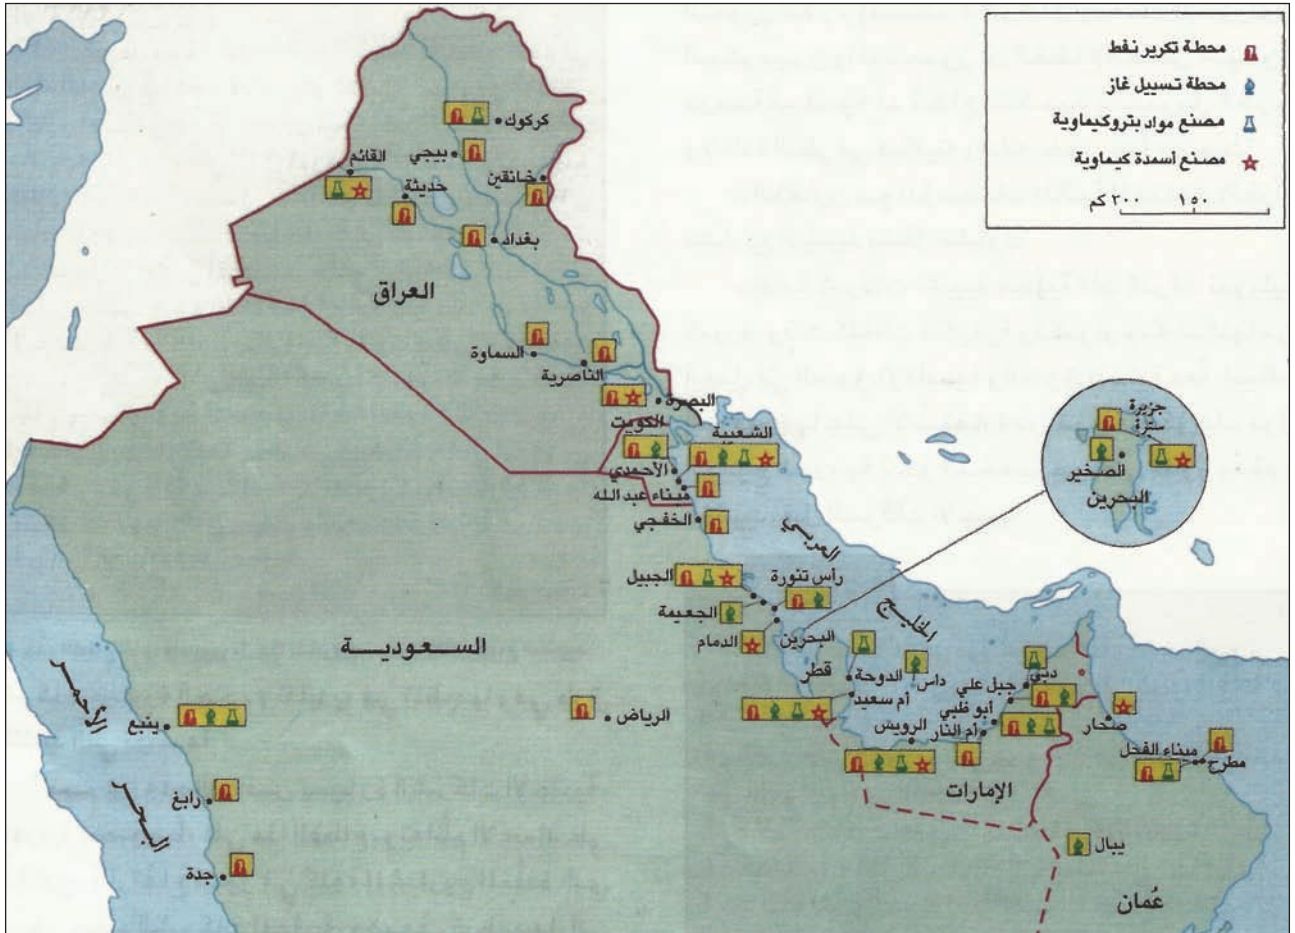 محطة تكرير نفط
محطة تسييل غاز
مصنع مواد بتروكيماوية
مصنع أسمدة كيماوية
٣٠٠ كم ١٥٠
كركوك
بيجي
القائم
خانقين
حديثة
بغداد
العراق
السماوة
الناصرية
البصرة
الكويت
الشعيبة
الأحمدي
ميناء عبد الله
الخفجي
جزيرة
سترة
الصخير
البحرين
الخليج
العربي
الجبيل
رأس تنورة
الجعيمة
الدمام
البحرين
السعودية
قطر
الدوحة
أم سعيد
داس
دبي
جبل علي
أبو ظبي
أم النار
الرويس
الإمارات
الرياض
صحار
ميناء الفحل
مطرح
يبال
عُمان
البحر
الأحمر
ينبع
رابغ
جدة